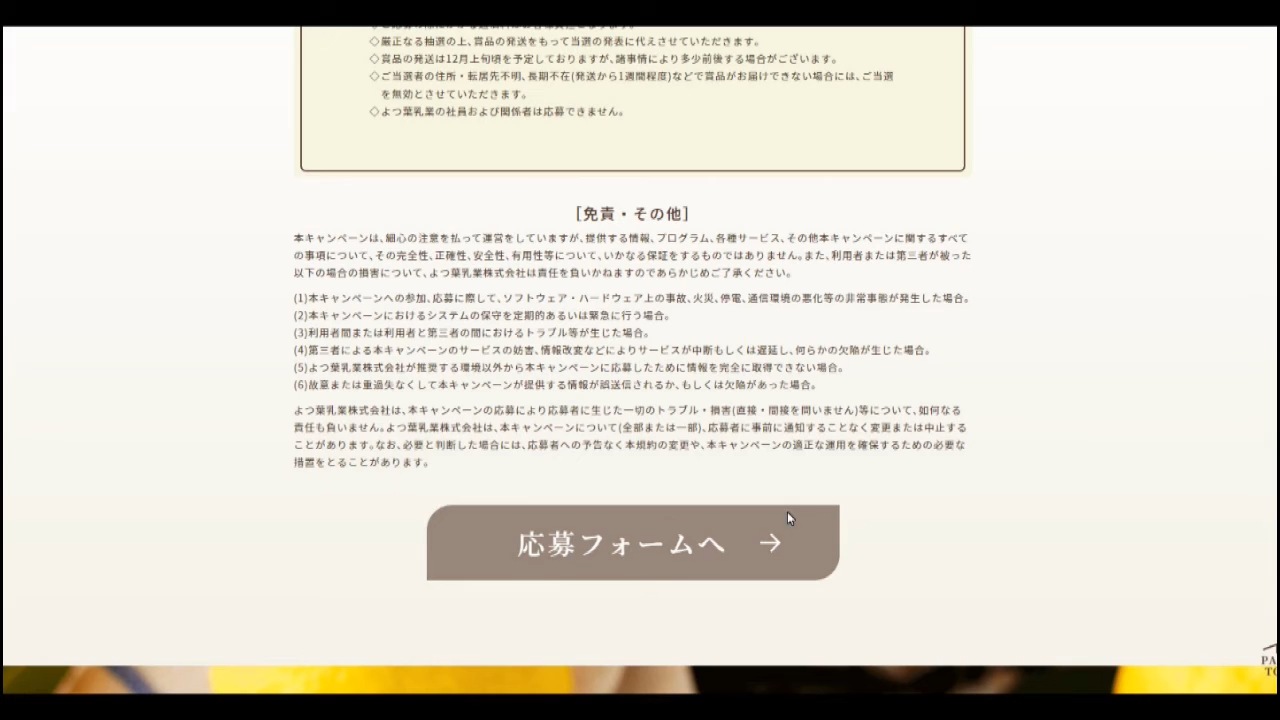 ◇厳正なる抽選の上、賞品の発送をもって当選の発表に代えさせていただきます。
◇賞品の発送は12月上旬頃を予定しておりますが、諸事情により多少前後する場合がございます。
◇ご当選者の住所・転居先不明、長期不在(発送から1週間程度)などで賞品がお届けできない場合には、ご当選
を無効とさせていただきます。
◇よつ葉乳業の社員および関係者は応募できません。
[免責・その他]
本キャンペーンは、細心の注意を払って運営をしていますが、提供する情報、プログラム、各種サービス、その他本キャンペーンに関するすべて
の事項について、その完全性、正確性、安全性、有用性等について、いかなる保証をするものではありません。また、利用者または第三者が被った
以下の場合の損害について、よつ葉乳業株式会社は責任を負いかねますのであらかじめご了承ください。
(1)本キャンペーンへの参加、応募に際して、ソフトウェア・ハードウェア上の事故、火災、停電、通信環境の悪化等の非常事態が発生した場合。
(2)本キャンペーンにおけるシステムの保守を定期的あるいは緊急に行う場合。
(3)利用者間または利用者と第三者の間におけるトラブル等が生じた場合。
(4)第三者による本キャンペーンのサービスの妨害、情報改変などによりサービスが中断もしくは遅延し、何らかの欠陥が生じた場合。
(5)よつ葉乳業株式会社が推奨する環境以外から本キャンペーンに応募したために情報を完全に取得できない場合。
(6)故意または重過失なくして本キャンペーンが提供する情報が誤送信されるか、もしくは欠陥があった場合。
よつ葉乳業株式会社は、本キャンペーンの応募により応募者に生じた一切のトラブル・損害(直接・間接を問いません)等について、如何なる
責任も負いません。よつ葉乳業株式会社は、本キャンペーンについて(全部または一部)、応募者に事前に通知することなく変更または中止する
ことがあります。なお、必要と判断した場合には、応募者への予告なく本規約の変更や、本キャンペーンの適正な運用を確保するための必要な
措置をとることがあります。
応募フォームへ →